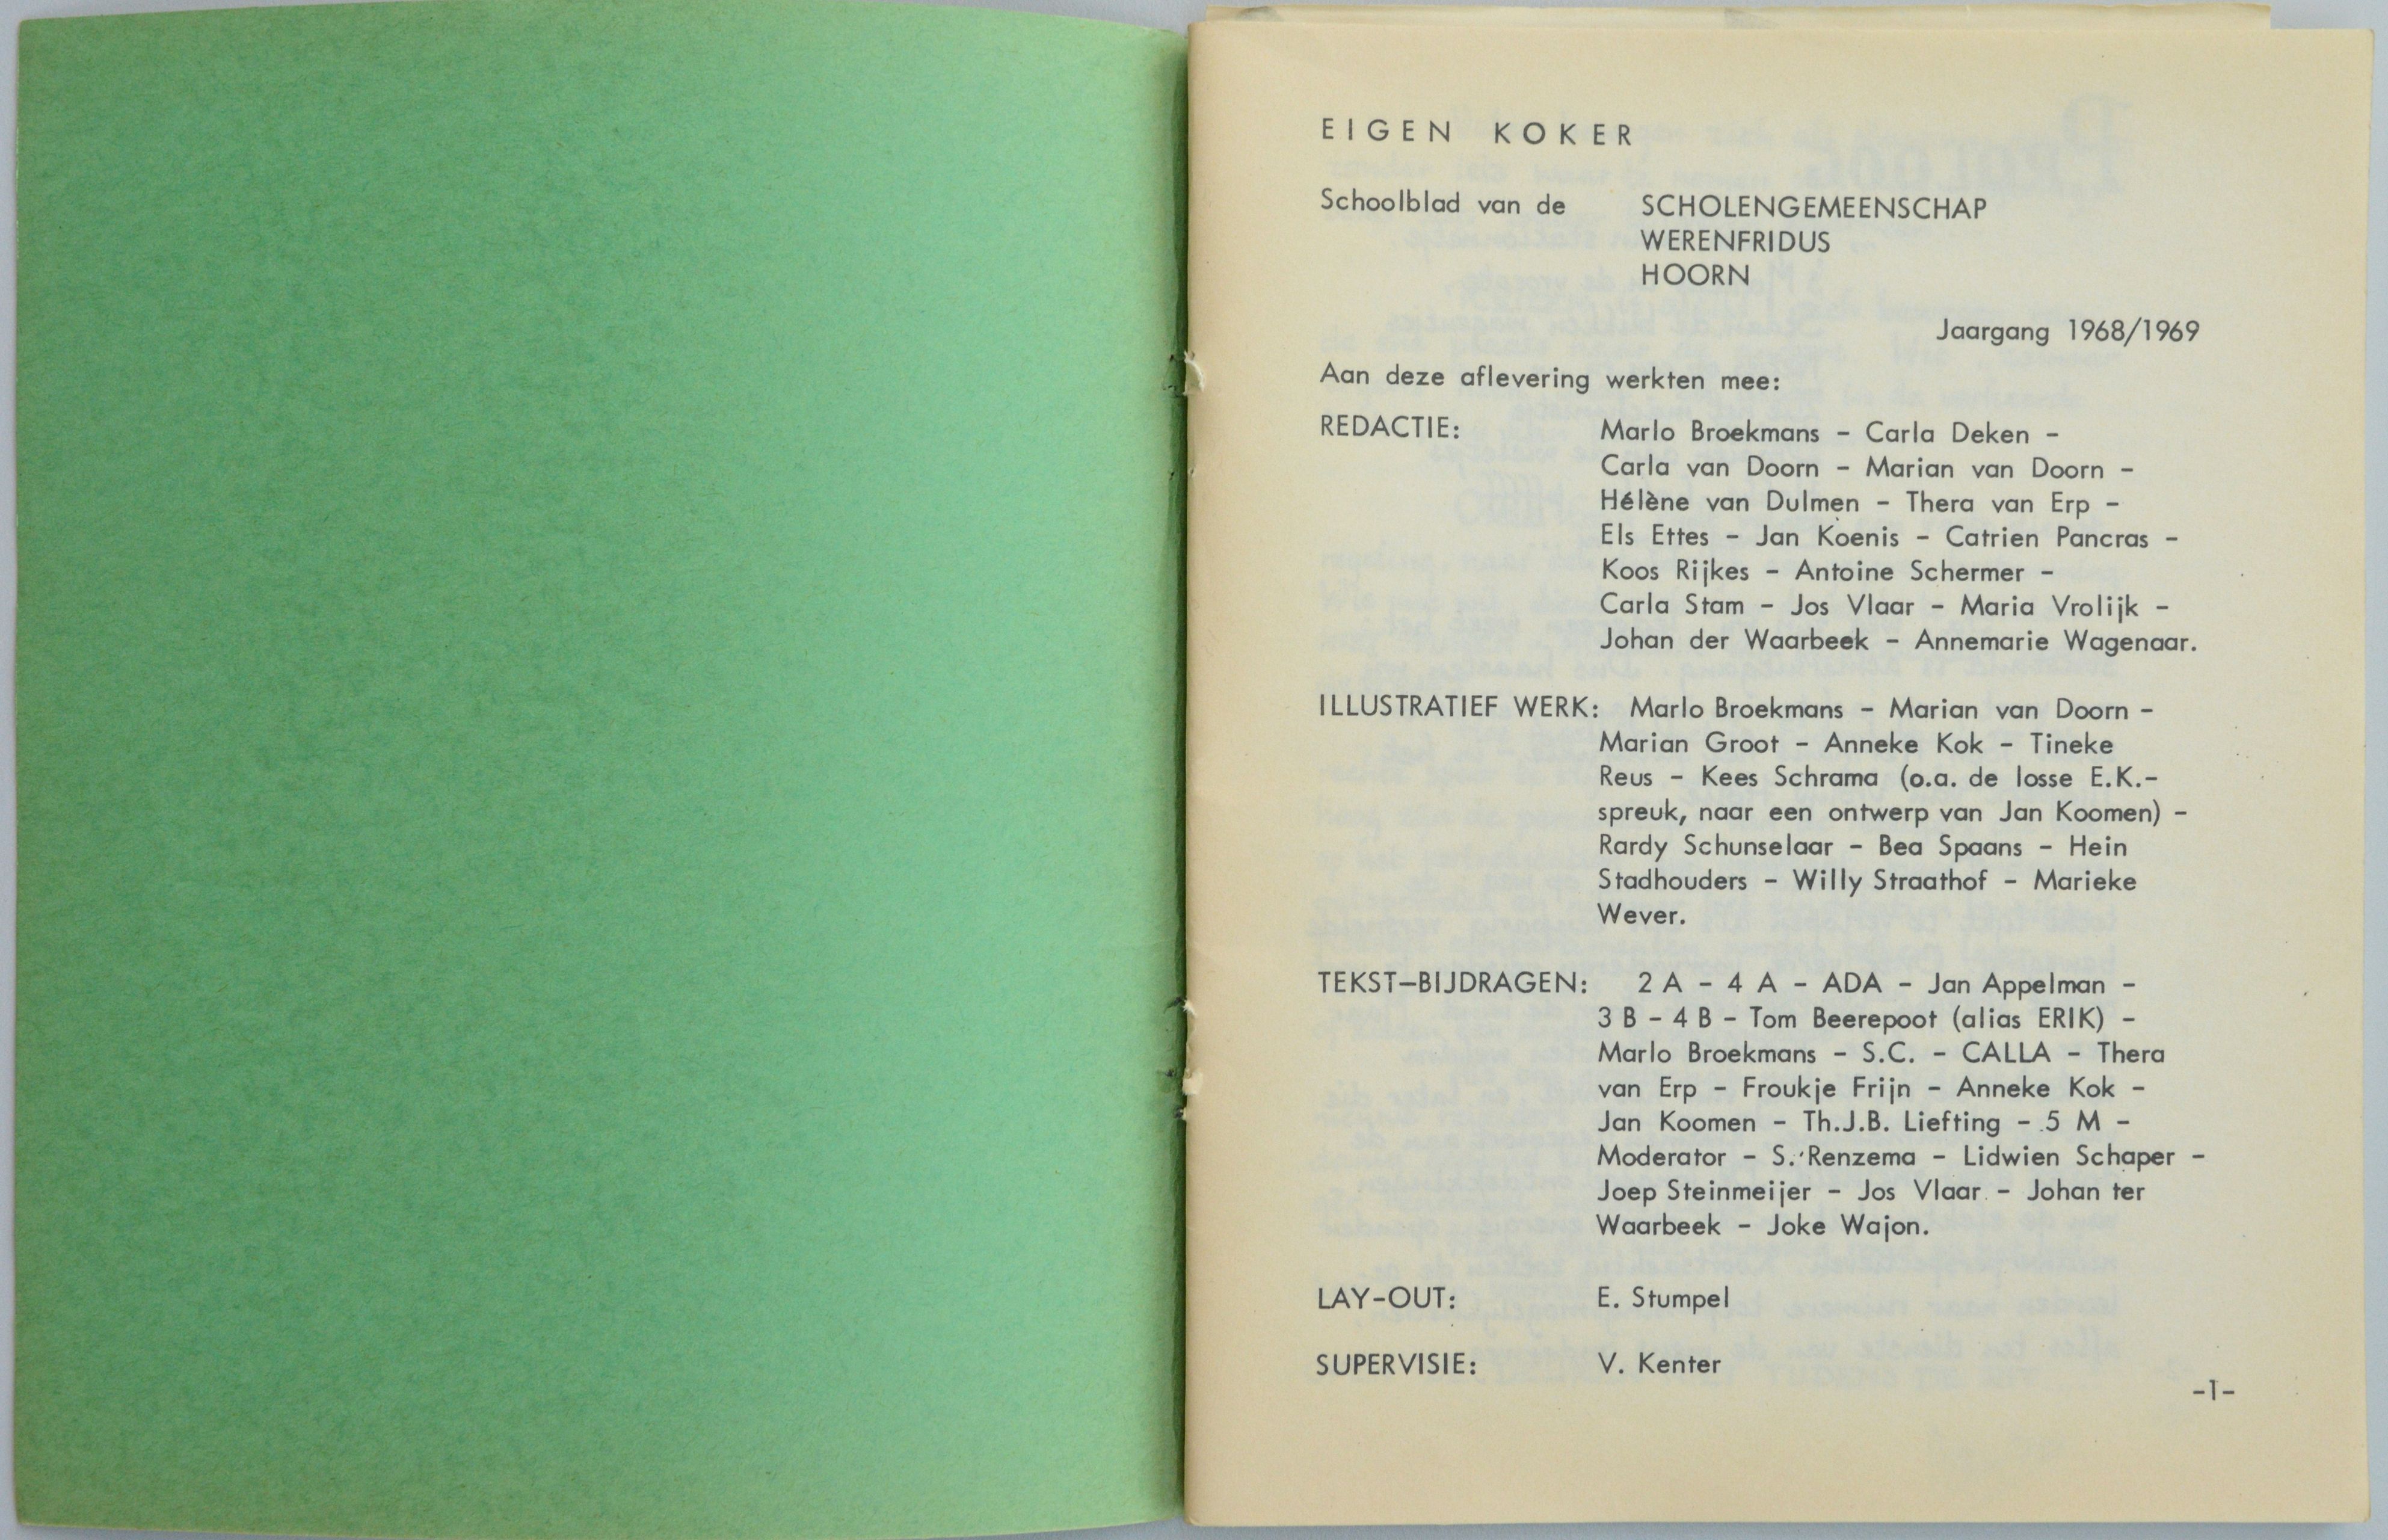 EIGEN KOKER
Schoolblad van de SCHOLENGEMEENSCHAP
WERENFRIDUS
HOORN
Jaargang 1968/1969
Aan deze aflevering werkten mee:
REDACTIE: Marlo Broekmans - Carla Deken -
Carla van Doorn - Marian van Doorn -
Hélène van Dulmen - Thera van Erp -
Els Ettes - Jan Koenis - Catrien Pancras -
Koos Rijkes - Antoine Schermer -
Carla Stam - Jos Vlaar - Maria Vrolijk -
Johan der Waarbeek - Annemarie Wagenaar.
ILLUSTRATIEF WERK: Marlo Broekmans - Marian van Doorn -
Marian Groot - Anneke Kok - Tineke
Reus - Kees Schrama (o.a. de losse E.K.-
spreuk, naar een ontwerp van Jan Koomen) -
Rardy Schunselaar - Bea Spaans - Hein
Stadhouders - Willy Straathof - Marieke
Wever.
TEKST-BIJDRAGEN: 2 A - 4 A - ADA - Jan Appelman -
3 B - 4 B - Tom Beerepoot (alias ERIK) -
Marlo Broekmans - S.C. - CALLA - Thera
van Erp - Froukje Frijn - Anneke Kok -
Jan Koomen - Th.J.B. Liefting - 5 M -
Moderator - S. Renzema - Lidwien Schaper -
Joep Steinmeijer - Jos Vlaar - Johan ter
Waarbeek - Joke Wajon.
LAY-OUT: E. Stumpel
SUPERVISIE: V. Kenter
-1-